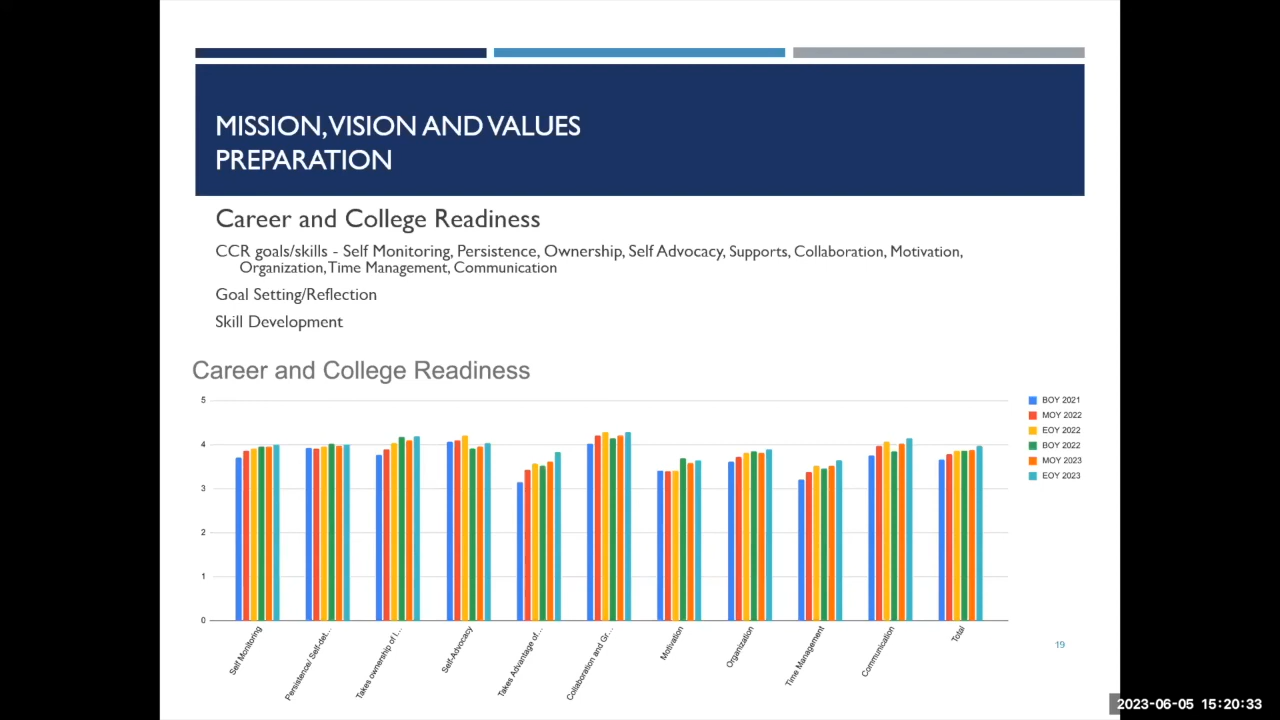 MISSION, VISION AND VALUES
PREPARATION
Career and College Readiness
CCR goals/skills - Self Monitoring, Persistence, Ownership, Self Advocacy, Supports, Collaboration, Motivation,
Organization, Time Management, Communication
Goal Setting/Reflection
Skill Development
Career and College Readiness
5
4
3
2
1
0
BOY 2021
MOY 2022
EOY 2022
BOY 2022
MOY 2023
EOY 2023
Self Monitoring
Persistence/ Self-det…
Takes ownership of l…
Self-Advocacy
Takes Advantage of…
Collaboration and Gr…
Motivation
Organization
Time Management
Communication
Total
19
2023-06-05 15:20:33